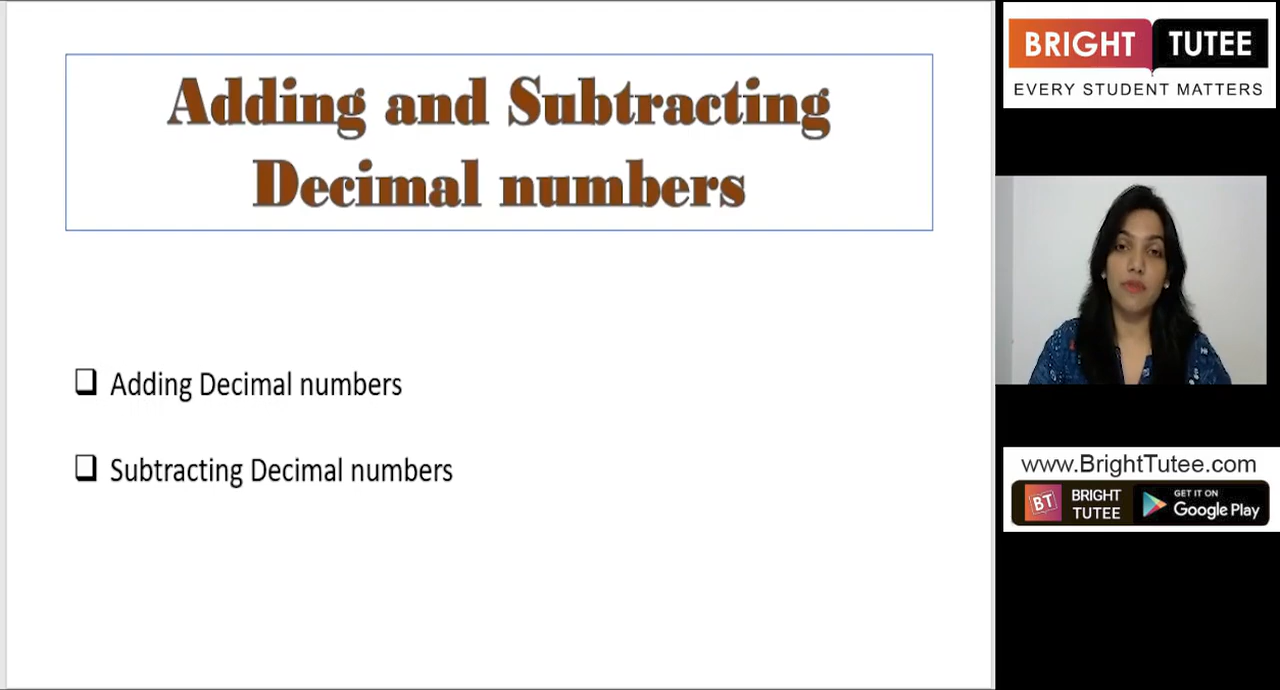 Adding and Subtracting
Decimal numbers
Adding Decimal numbers
Subtracting Decimal numbers
BRIGHT TUTEE
EVERY STUDENT MATTERS
www.BrightTutee.com
BT
BRIGHT
TUTEE
GET IT ON
Google Play